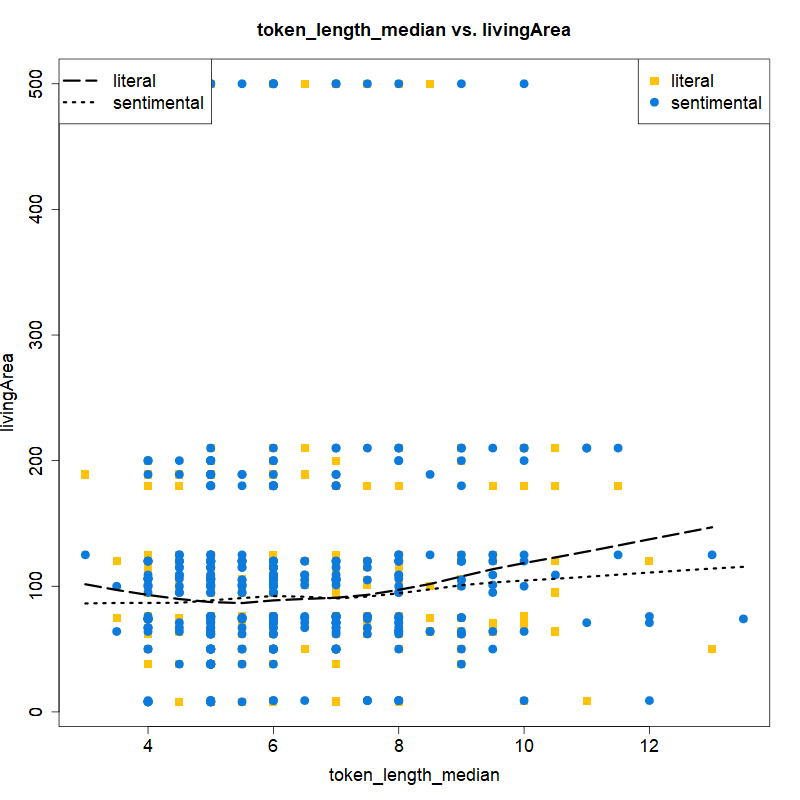 token_length_median vs. livingArea
literal
sentimental
literal
sentimental
livingArea
500
400
300
200
100
0
4 6 8 10 12
token_length_median